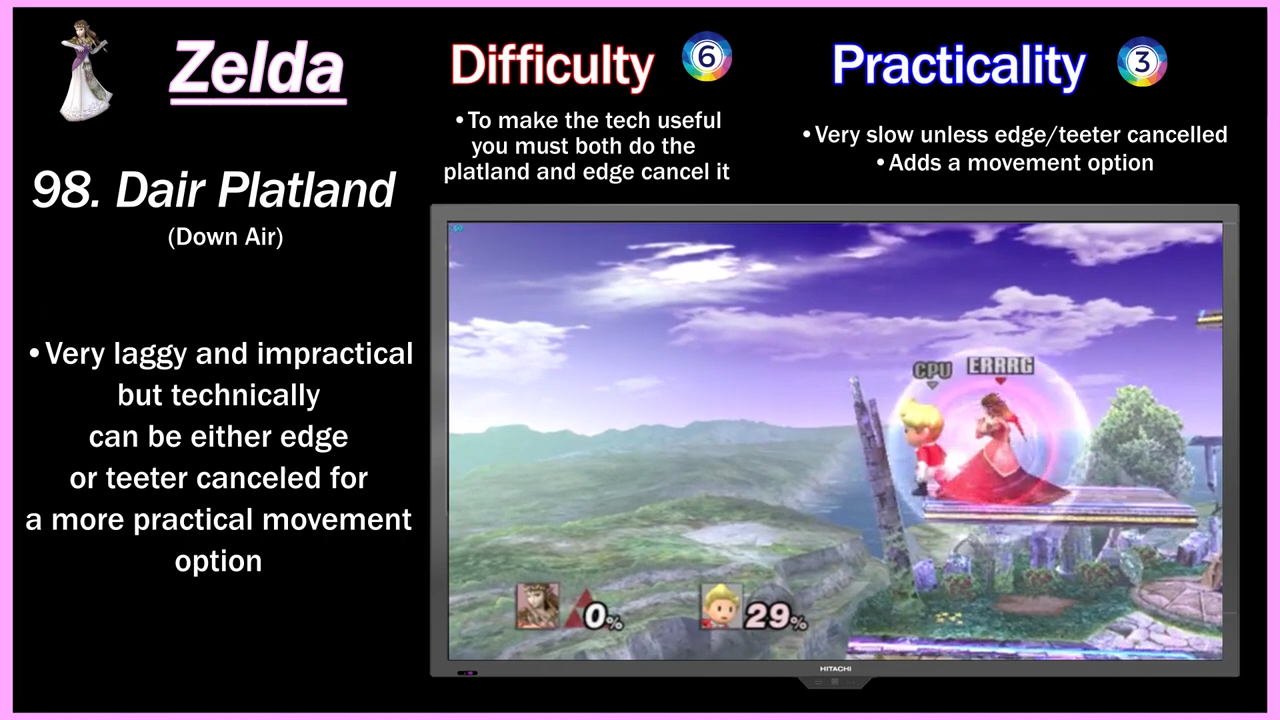 Zelda
98. Dair Platland
(Down Air)
•Very laggy and impractical
but technically
can be either edge
or teeter canceled for
a more practical movement
option
Difficulty 6
•To make the tech useful
you must both do the
platland and edge cancel it
Practicality 3
•Very slow unless edge/teeter cancelled
•Adds a movement option
CPU ERRRG
0% 29%
HITACHI